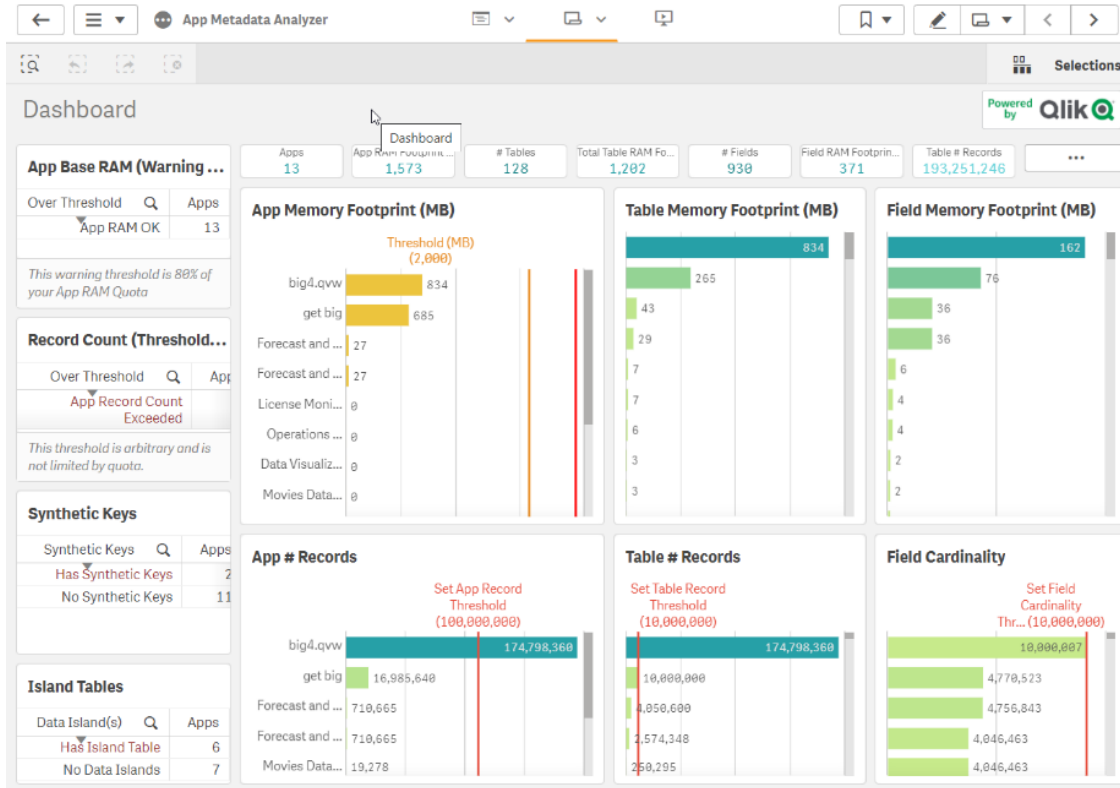 App Metadata Analyzer
Selections
Dashboard
Powered
by
Qlik
Dashboard
App Base RAM (Warning ...
Over Threshold Apps
App RAM OK 13
This warning threshold is 80% of
your App RAM Quota
Record Count (Threshold...
Over Threshold App
App Record Count
Exceeded
This threshold is arbitrary and is
not limited by quota.
Synthetic Keys
Synthetic Keys Apps
Has Synthetic Keys 2
No Synthetic Keys 11
Island Tables
Data Island(s) Apps
Has Island Table 6
No Data Islands 7
Apps
13
App RAM Footprint ...
1,573
# Tables
128
Total Table RAM Fo...
1,202
# Fields
930
Field RAM Footprin...
371
Table # Records
193,251,246
...
App Memory Footprint (MB)
Threshold (MB)
(2,000)
big4.qvw 834
get big 685
Forecast and ... 27
Forecast and ... 27
License Moni... 0
Operations ... 0
Data Visualiz... 0
Movies Data... 0
Table Memory Footprint (MB)
834
265
43
29
7
7
6
3
3
Field Memory Footprint (MB)
162
76
36
36
6
4
4
2
2
App # Records
Set App Record
Threshold
(100,000,000)
big4.qvw 174,798,360
get big 16,985,640
Forecast and ... 710,665
Forecast and ... 710,665
Movies Data... 19,278
Table # Records
Set Table Record
Threshold
(10,000,000)
174,798,360
10,000,000
4,050,600
2,574,348
250,295
Field Cardinality
Set Field
Cardinality
Thr... (10,000,000)
10,000,007
4,770,523
4,756,843
4,046,463
4,046,463